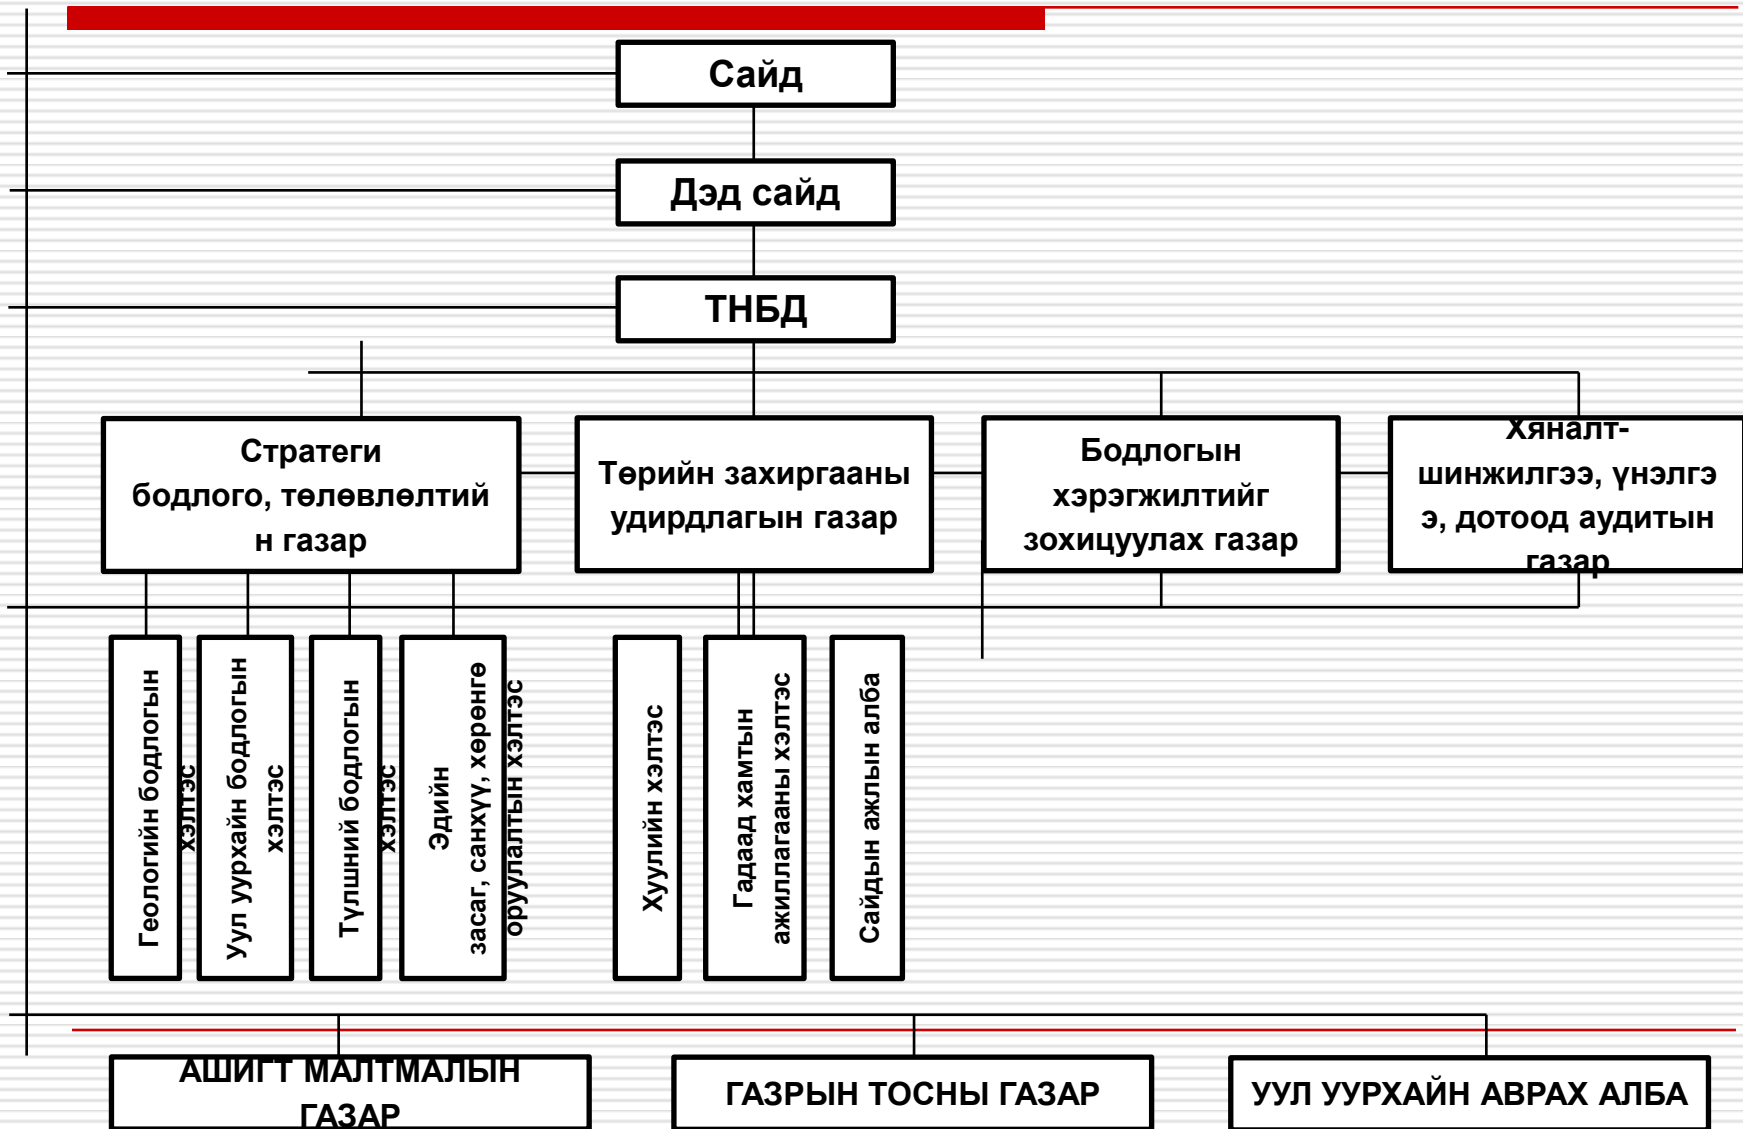 Сайд
Дэд сайд
ТНБД
Стратеги
бодлого, төлөвлөлтий
н газар
Төрийн захиргааны
удирдлагын газар
Бодлогын
хэрэгжилтийг
зохицуулах газар
Хяналт-
шинжилгээ, үнэлгэ
э, дотоод аудитын
газар
Геологийн бодлогын
хэлтэс
Уул уурхайн бодлогын
хэлтэс
Түлшний бодлогын
хэлтэс
Эдийн
засаг, санхүү, хөрөнгө
оруулалтын хэлтэс
Хуулийн хэлтэс
Гадаад хамтын
ажиллагааны хэлтэс
Сайдын ажлын алба
АШИГТ МАЛТМАЛЫН
ГАЗАР
ГАЗРЫН ТОСНЫ ГАЗАР
УУЛ УУРХАЙН АВРАХ АЛБА